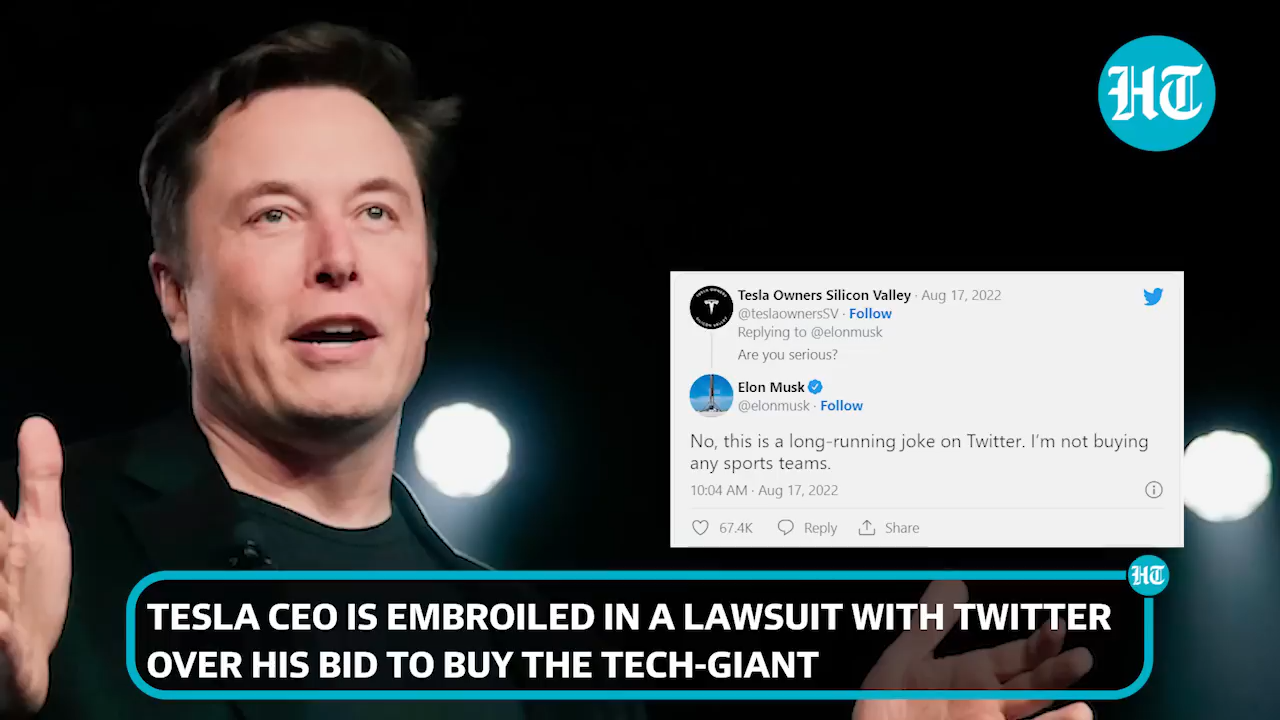 HT
Tesla Owners Silicon Valley · Aug 17, 2022
@teslaownersSV · Follow
Replying to @elonmusk
Are you serious?
Elon Musk
@elonmusk · Follow
No, this is a long-running joke on Twitter. I'm not buying
any sports teams.
10:04 AM · Aug 17, 2022
67.4K Reply Share
HT
TESLA CEO IS EMBROILED IN A LAWSUIT WITH TWITTER
OVER HIS BID TO BUY THE TECH-GIANT